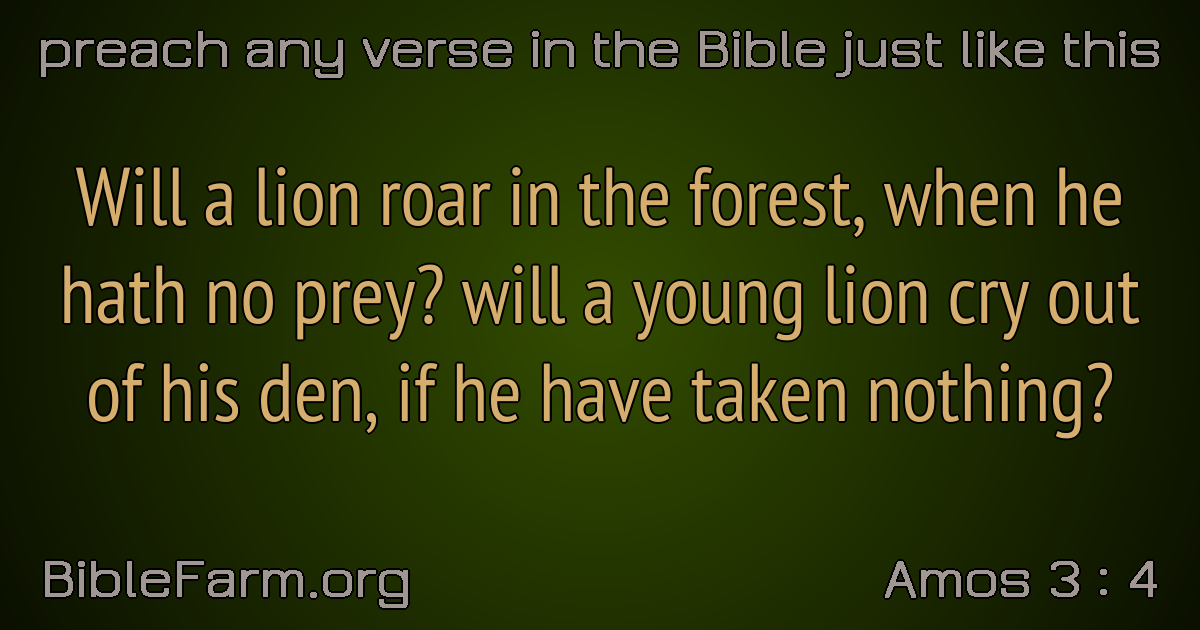 preach any verse in the Bible just like this
Will a lion roar in the forest, when he
hath no prey? will a young lion cry out
of his den, if he have taken nothing?
BibleFarm.org
Amos 3 : 4